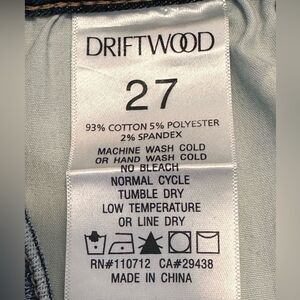 DRIFTWOOD
27
93% COTTON 5% POLYESTER
2% SPANDEX
MACHINE WASH COLD
OR HAND WASH COLD
NO BLEACH
NORMAL CYCLE
TUMBLE DRY
LOW TEMPERATURE
OR LINE DRY
RN#110712 CA#29438
MADE IN CHINA